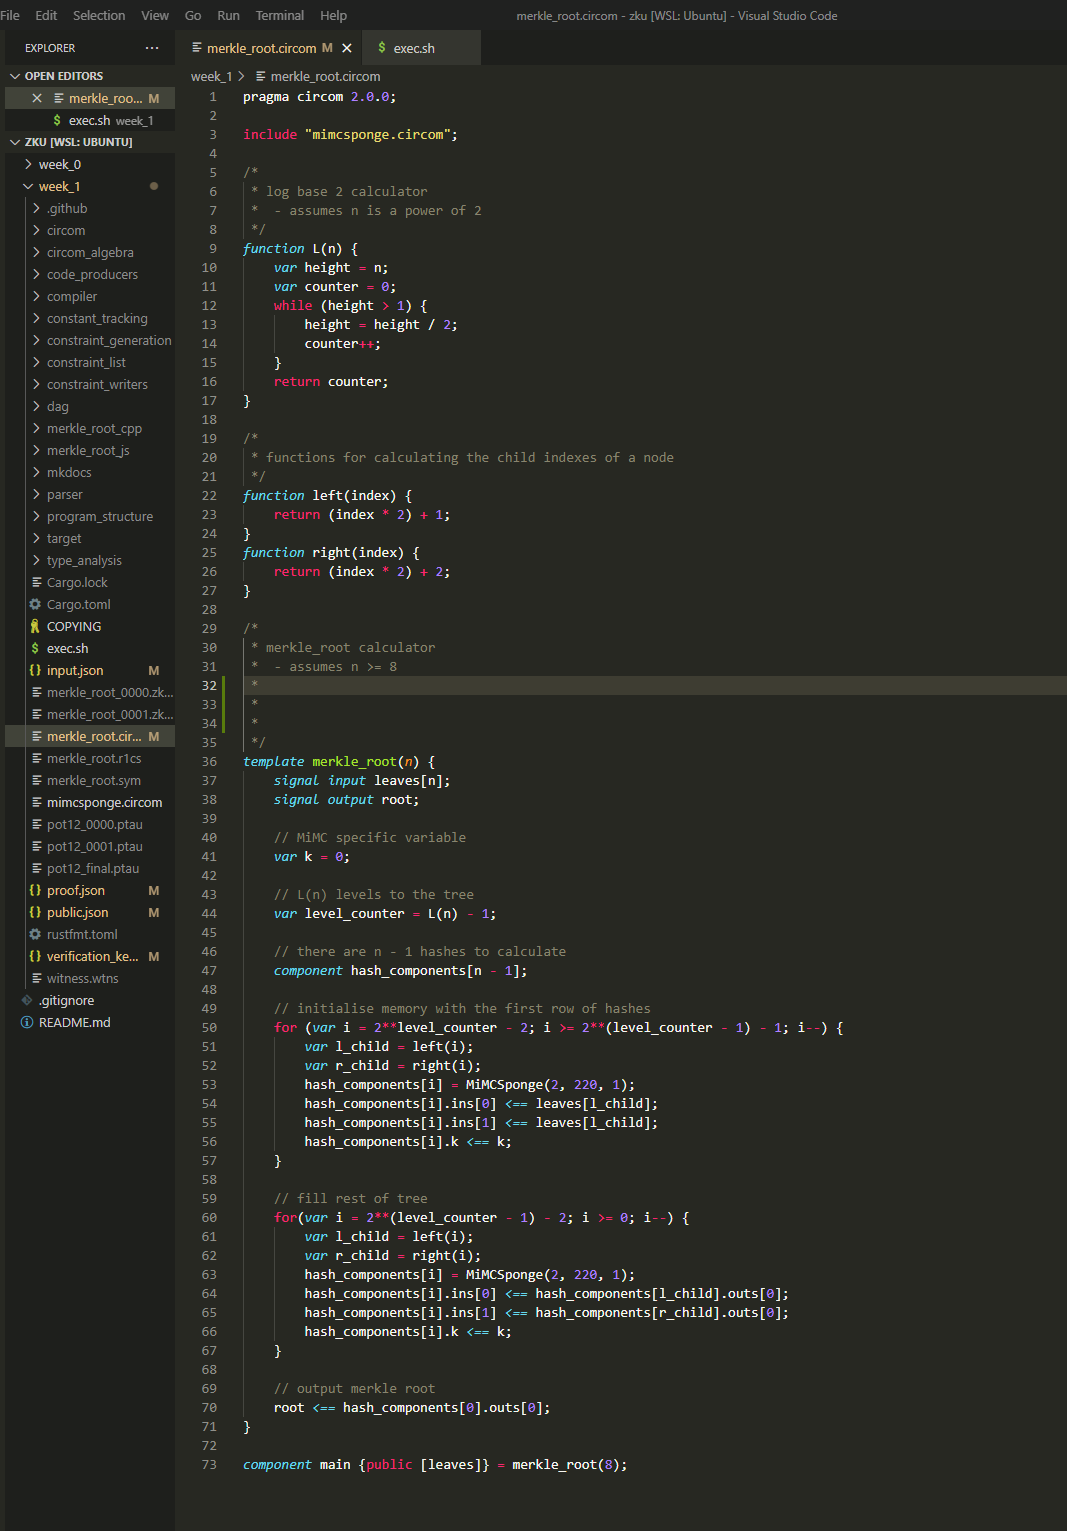 File Edit Selection View Go Run Terminal Help merkle_root.circom - zku [WSL: Ubuntu] - Visual Studio Code
EXPLORER ···
OPEN EDITORS
merkle_roo... M
$ exec.sh week_1
ZKU [WSL: UBUNTU]
week_0
week_1
.github
circom
circom_algebra
code_producers
compiler
constant_tracking
constraint_generation
constraint_list
constraint_writers
dag
merkle_root_cpp
merkle_root_js
mkdocs
parser
program_structure
target
type_analysis
Cargo.lock
Cargo.toml
COPYING
$ exec.sh
{} input.json M
merkle_root_0000.zk...
merkle_root_0001.zk...
merkle_root.cir... M
merkle_root.r1cs
merkle_root.sym
mimcsponge.circom
pot12_0000.ptau
pot12_0001.ptau
pot12_final.ptau
{} proof.json M
{} public.json M
rustfmt.toml
{} verification_ke... M
witness.wtns
.gitignore
README.md
merkle_root.circom M × $ exec.sh
week_1 > merkle_root.circom
1 pragma circom 2.0.0;
2
3 include "mimcsponge.circom";
4
5 /*
6 * log base 2 calculator
7 * - assumes n is a power of 2
8 */
9 function L(n) {
10 var height = n;
11 var counter = 0;
12 while (height > 1) {
13 height = height / 2;
14 counter++;
15 }
16 return counter;
17 }
18
19 /*
20 * functions for calculating the child indexes of a node
21 */
22 function left(index) {
23 return (index * 2) + 1;
24 }
25 function right(index) {
26 return (index * 2) + 2;
27 }
28
29 /*
30 * merkle_root calculator
31 * - assumes n >= 8
32 *
33 *
34 *
35 */
36 template merkle_root(n) {
37 signal input leaves[n];
38 signal output root;
39
40 // MiMC specific variable
41 var k = 0;
42
43 // L(n) levels to the tree
44 var level_counter = L(n) - 1;
45
46 // there are n - 1 hashes to calculate
47 component hash_components[n - 1];
48
49 // initialise memory with the first row of hashes
50 for (var i = 2**level_counter - 2; i >= 2**(level_counter - 1) - 1; i--) {
51 var l_child = left(i);
52 var r_child = right(i);
53 hash_components[i] = MiMCSponge(2, 220, 1);
54 hash_components[i].ins[0] <== leaves[l_child];
55 hash_components[i].ins[1] <== leaves[l_child];
56 hash_components[i].k <== k;
57 }
58
59 // fill rest of tree
60 for(var i = 2**(level_counter - 1) - 2; i >= 0; i--) {
61 var l_child = left(i);
62 var r_child = right(i);
63 hash_components[i] = MiMCSponge(2, 220, 1);
64 hash_components[i].ins[0] <== hash_components[l_child].outs[0];
65 hash_components[i].ins[1] <== hash_components[r_child].outs[0];
66 hash_components[i].k <== k;
67 }
68
69 // output merkle root
70 root <== hash_components[0].outs[0];
71 }
72
73 component main {public [leaves]} = merkle_root(8);